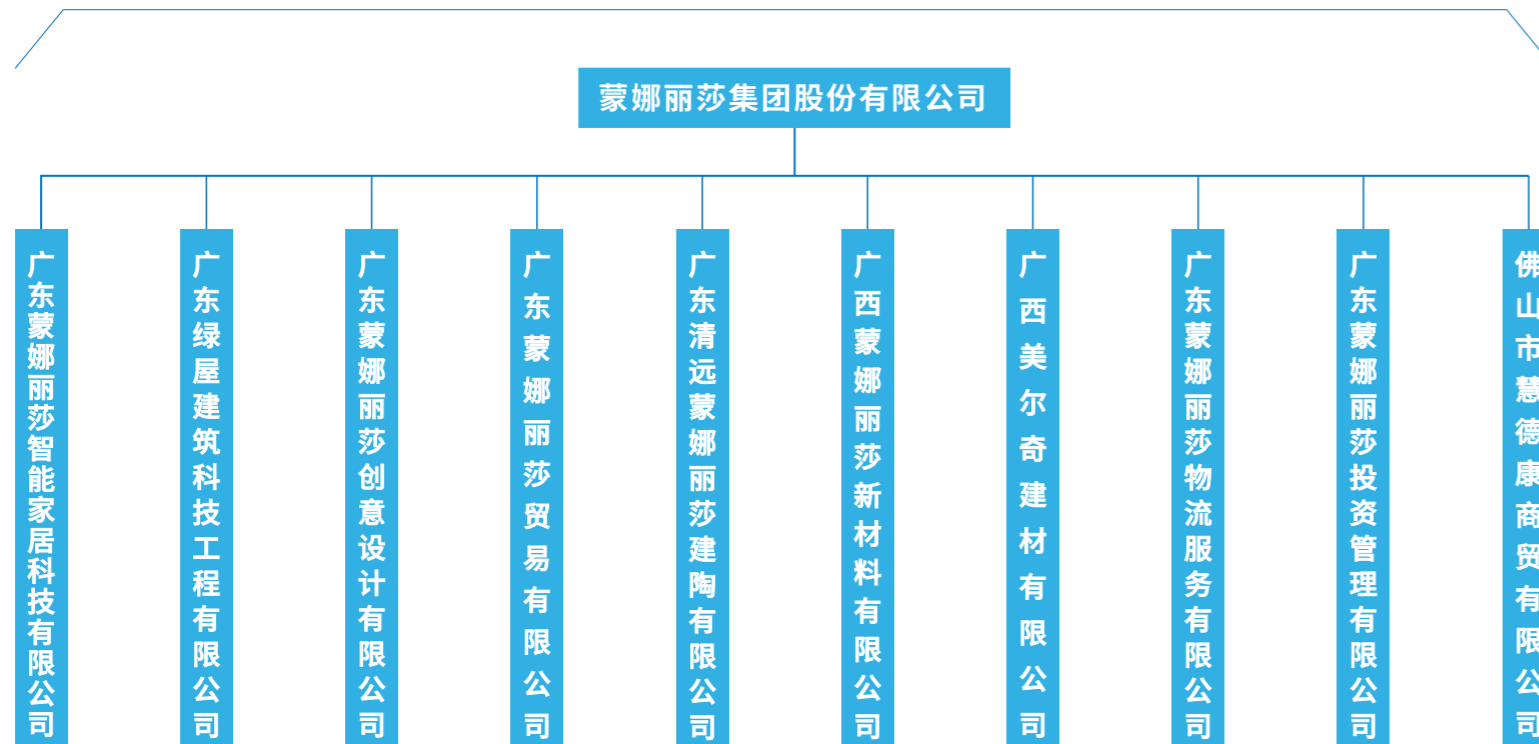 蒙娜丽莎集团股份有限公司
广东蒙娜丽莎智能家居科技有限公司
广东绿屋建筑科技工程有限公司
广东蒙娜丽莎创意设计有限公司
广东蒙娜丽莎贸易有限公司
广东清远蒙娜丽莎建陶有限公司
广西蒙娜丽莎新材料有限公司
广西美尔奇建材有限公司
广东蒙娜丽莎物流服务有限公司
广东蒙娜丽莎投资管理有限公司
佛山市慧德康商贸有限公司